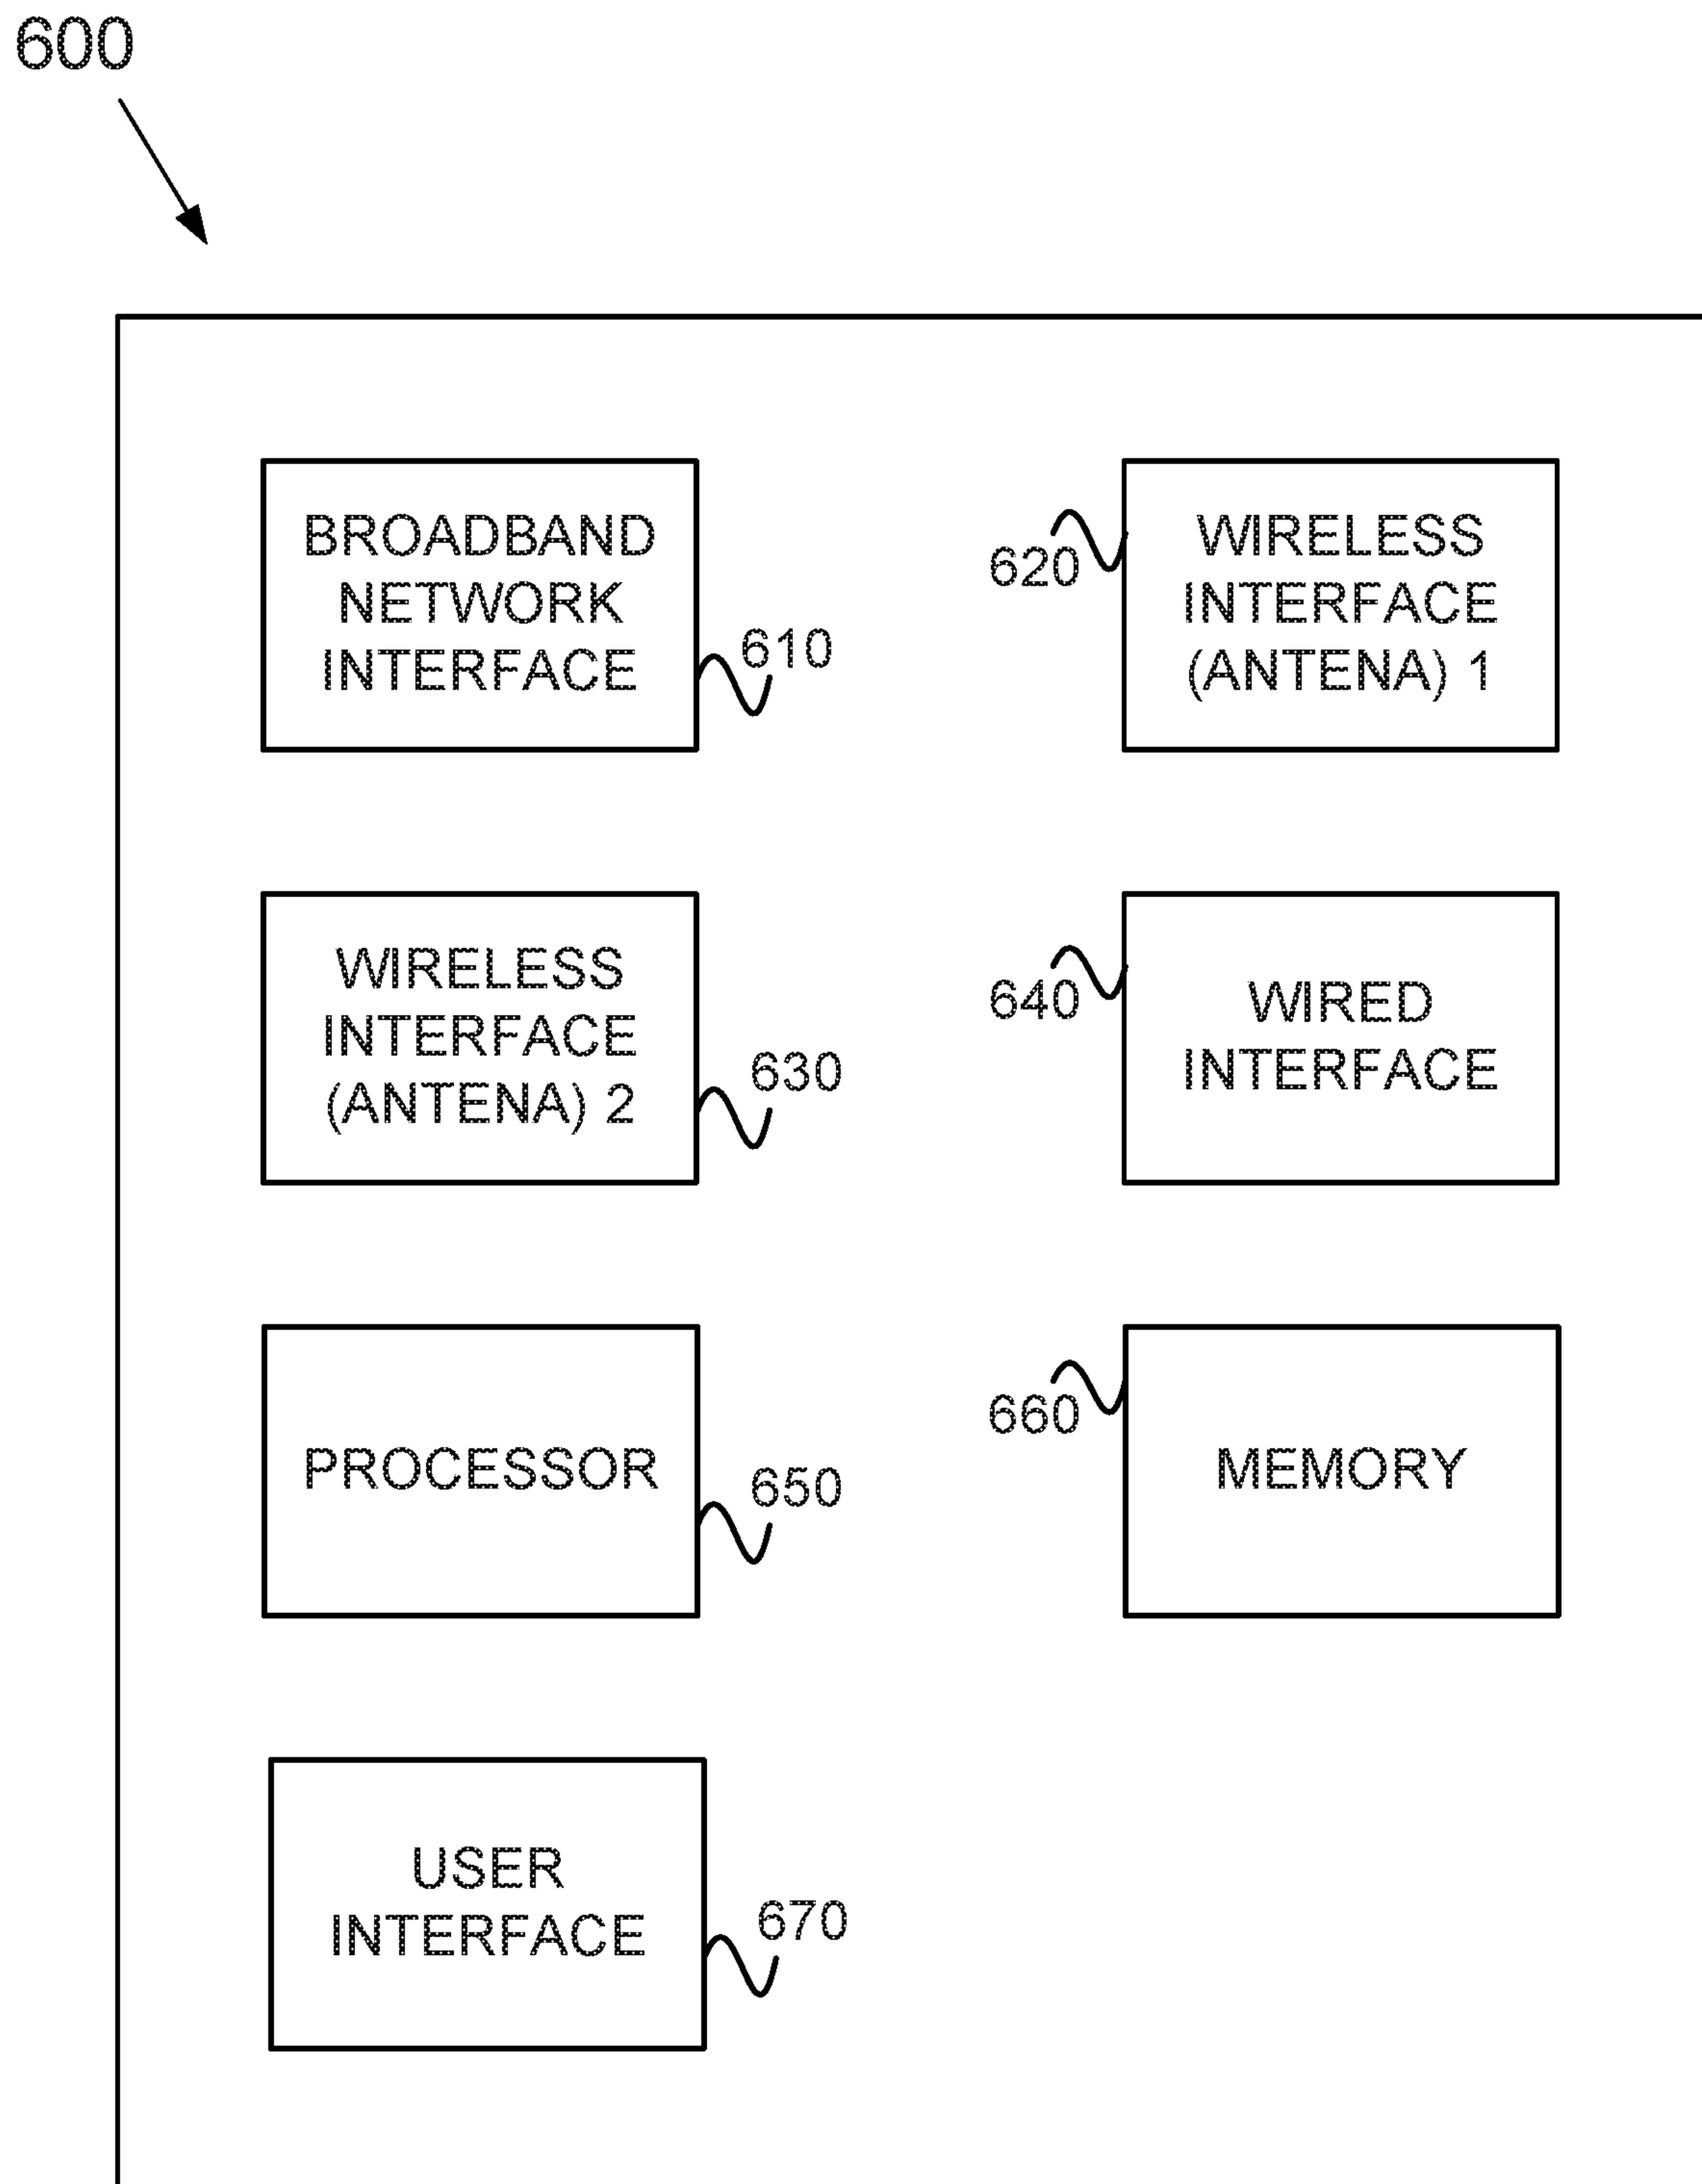 600
BROADBAND
NETWORK
INTERFACE
610
620
WIRELESS
INTERFACE
(ANTENA) 1
WIRELESS
INTERFACE
(ANTENA) 2
630
640
WIRED
INTERFACE
PROCESSOR
650
660
MEMORY
USER
INTERFACE
670